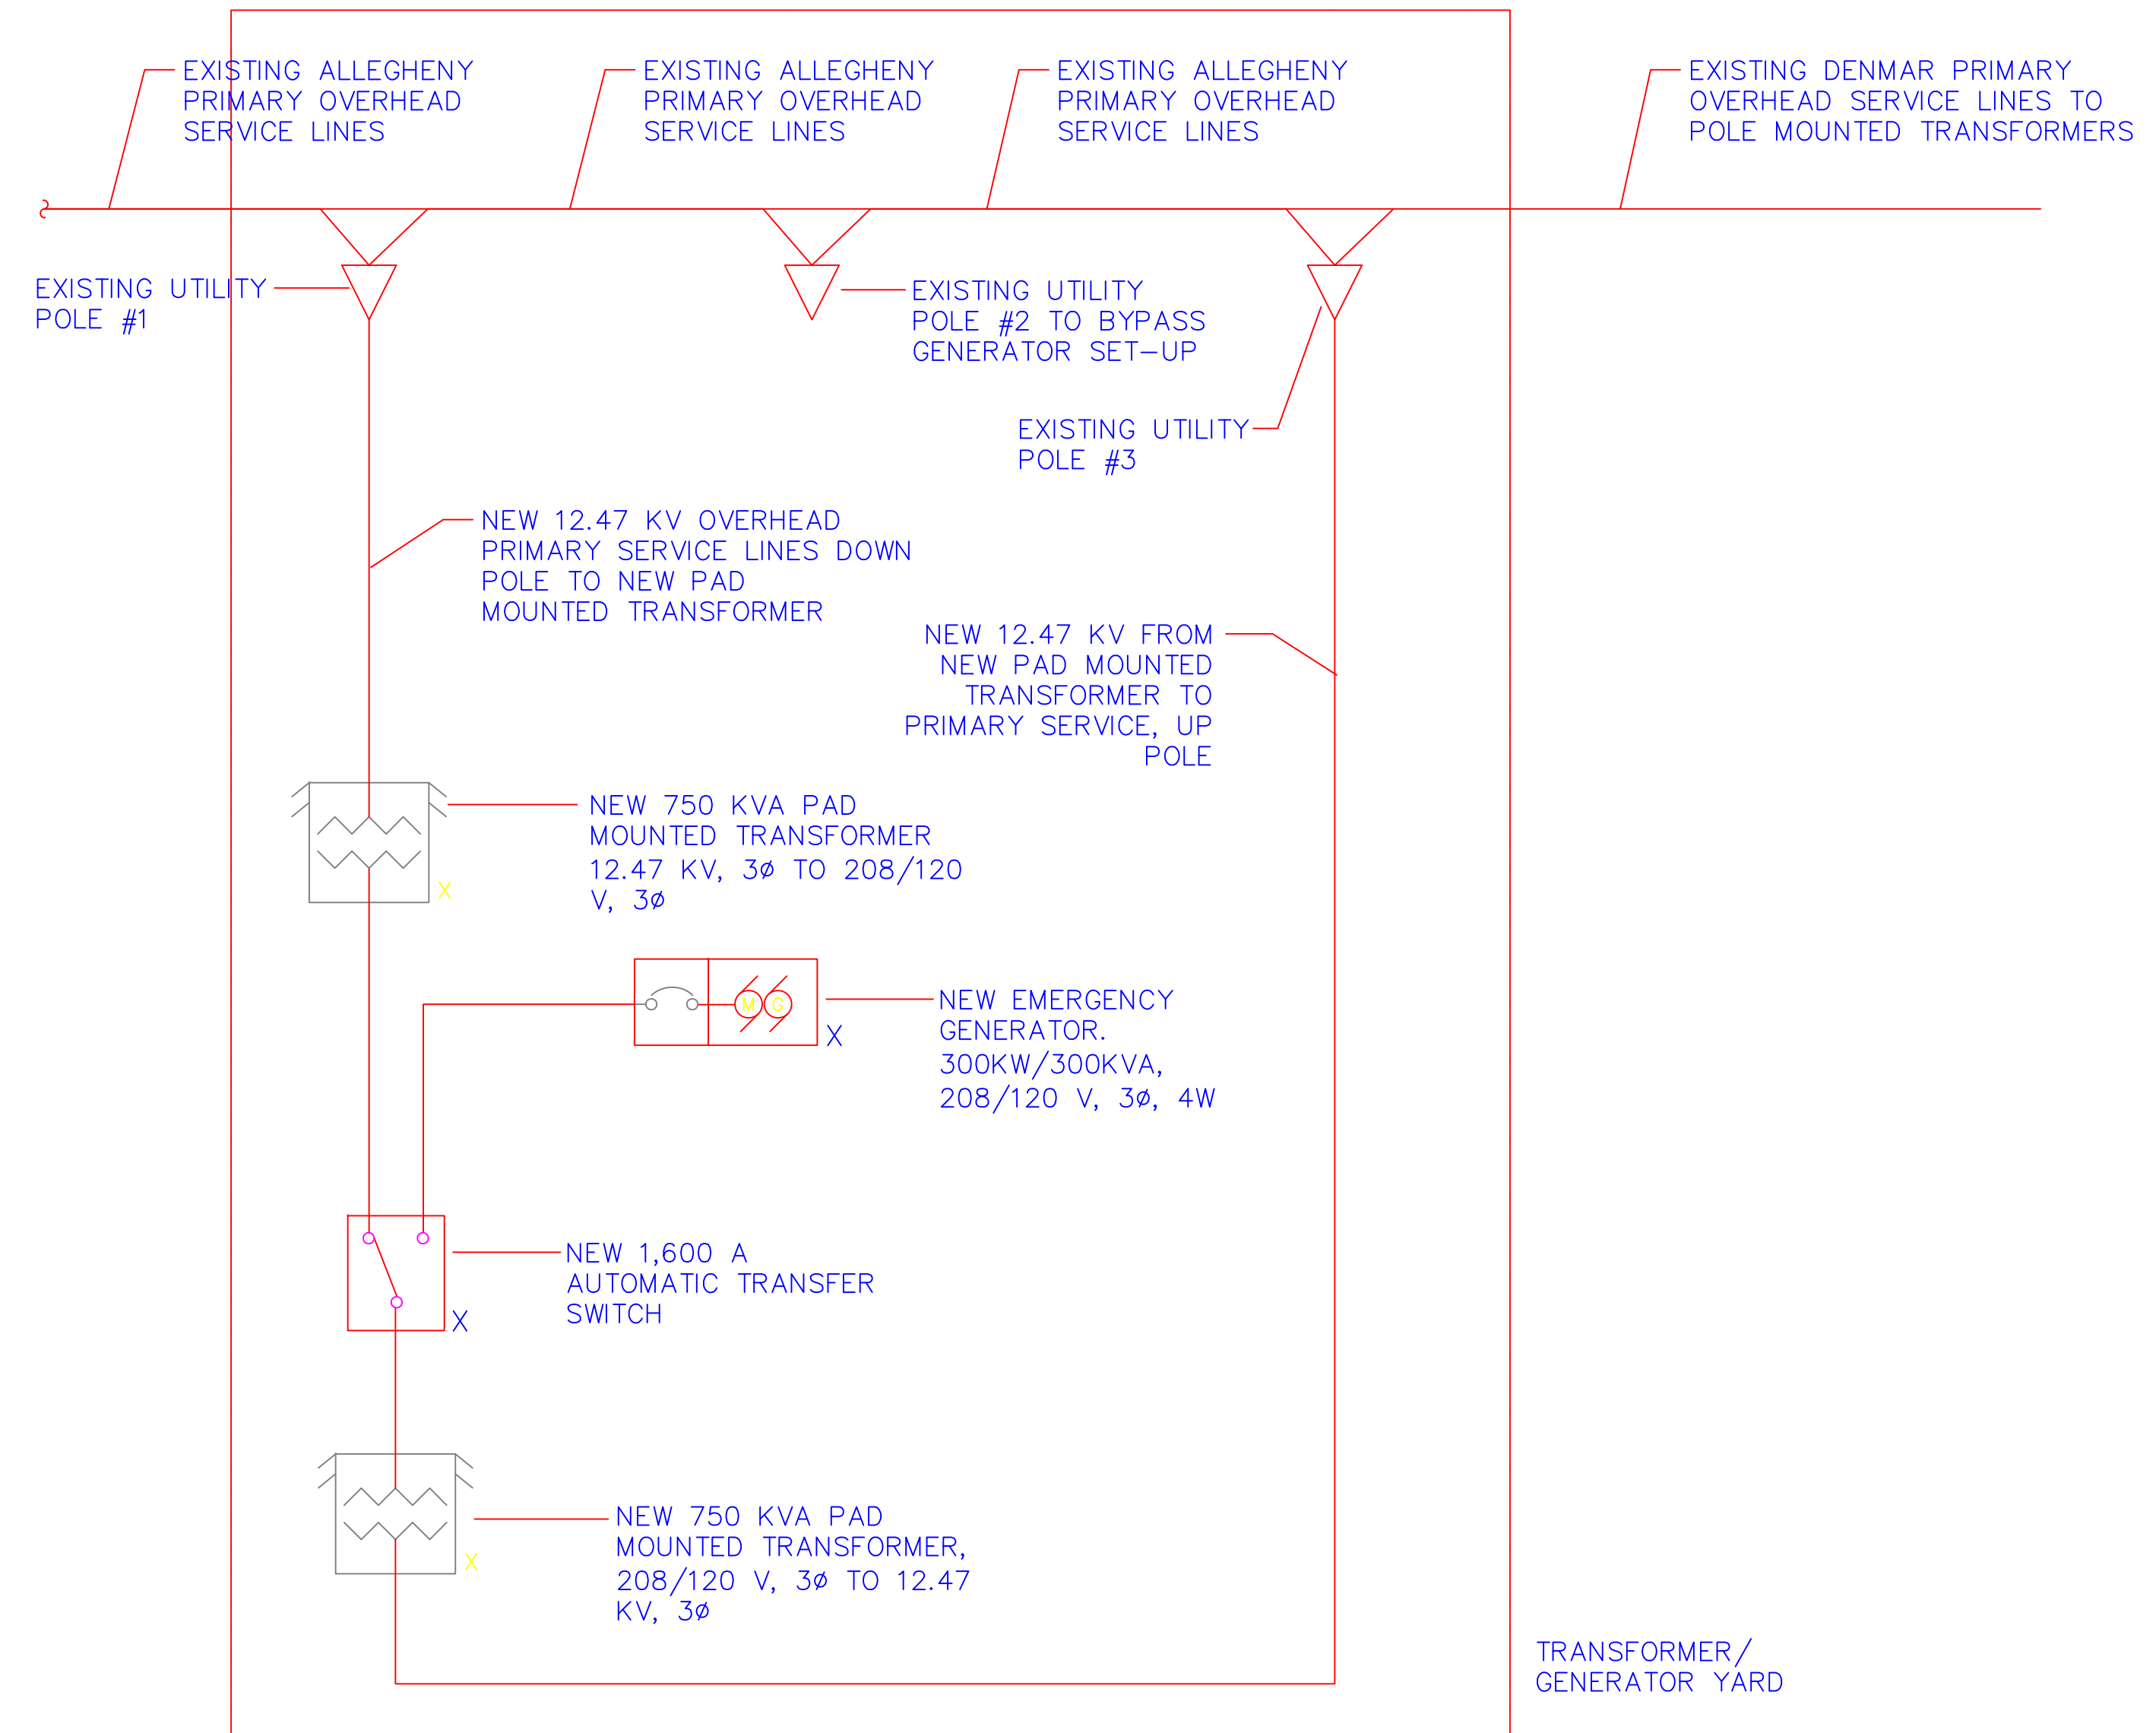 EXISTING ALLEGHENY
PRIMARY OVERHEAD
SERVICE LINES
EXISTING ALLEGHENY
PRIMARY OVERHEAD
SERVICE LINES
EXISTING ALLEGHENY
PRIMARY OVERHEAD
SERVICE LINES
EXISTING DENMAR PRIMARY
OVERHEAD SERVICE LINES TO
POLE MOUNTED TRANSFORMERS
EXISTING UTILITY
POLE #1
EXISTING UTILITY
POLE #2 TO BYPASS
GENERATOR SET-UP
EXISTING UTILITY
POLE #3
NEW 12.47 KV OVERHEAD
PRIMARY SERVICE LINES DOWN
POLE TO NEW PAD
MOUNTED TRANSFORMER
NEW 12.47 KV FROM
NEW PAD MOUNTED
TRANSFORMER TO
PRIMARY SERVICE, UP
POLE
NEW 750 KVA PAD
MOUNTED TRANSFORMER
12.47 KV, 3ø TO 208/120
V, 3ø
X
M G
X
NEW EMERGENCY
GENERATOR.
300KW/300KVA,
208/120 V, 3ø, 4W
NEW 1,600 A
AUTOMATIC TRANSFER
SWITCH
X
NEW 750 KVA PAD
MOUNTED TRANSFORMER,
208/120 V, 3ø TO 12.47
KV, 3ø
X
TRANSFORMER/
GENERATOR YARD